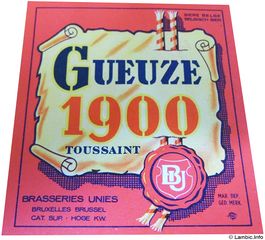 BIERE BELGE
BELGISCH BIER
GUEUZE
1900
TOUSSAINT
BJ
BRASSERIES UNIES
BRUXELLES BRUSSEL
CAT. SUP. - HOGE KW.
MAR. DEP.
GED. MERK.
© Lambic.Info